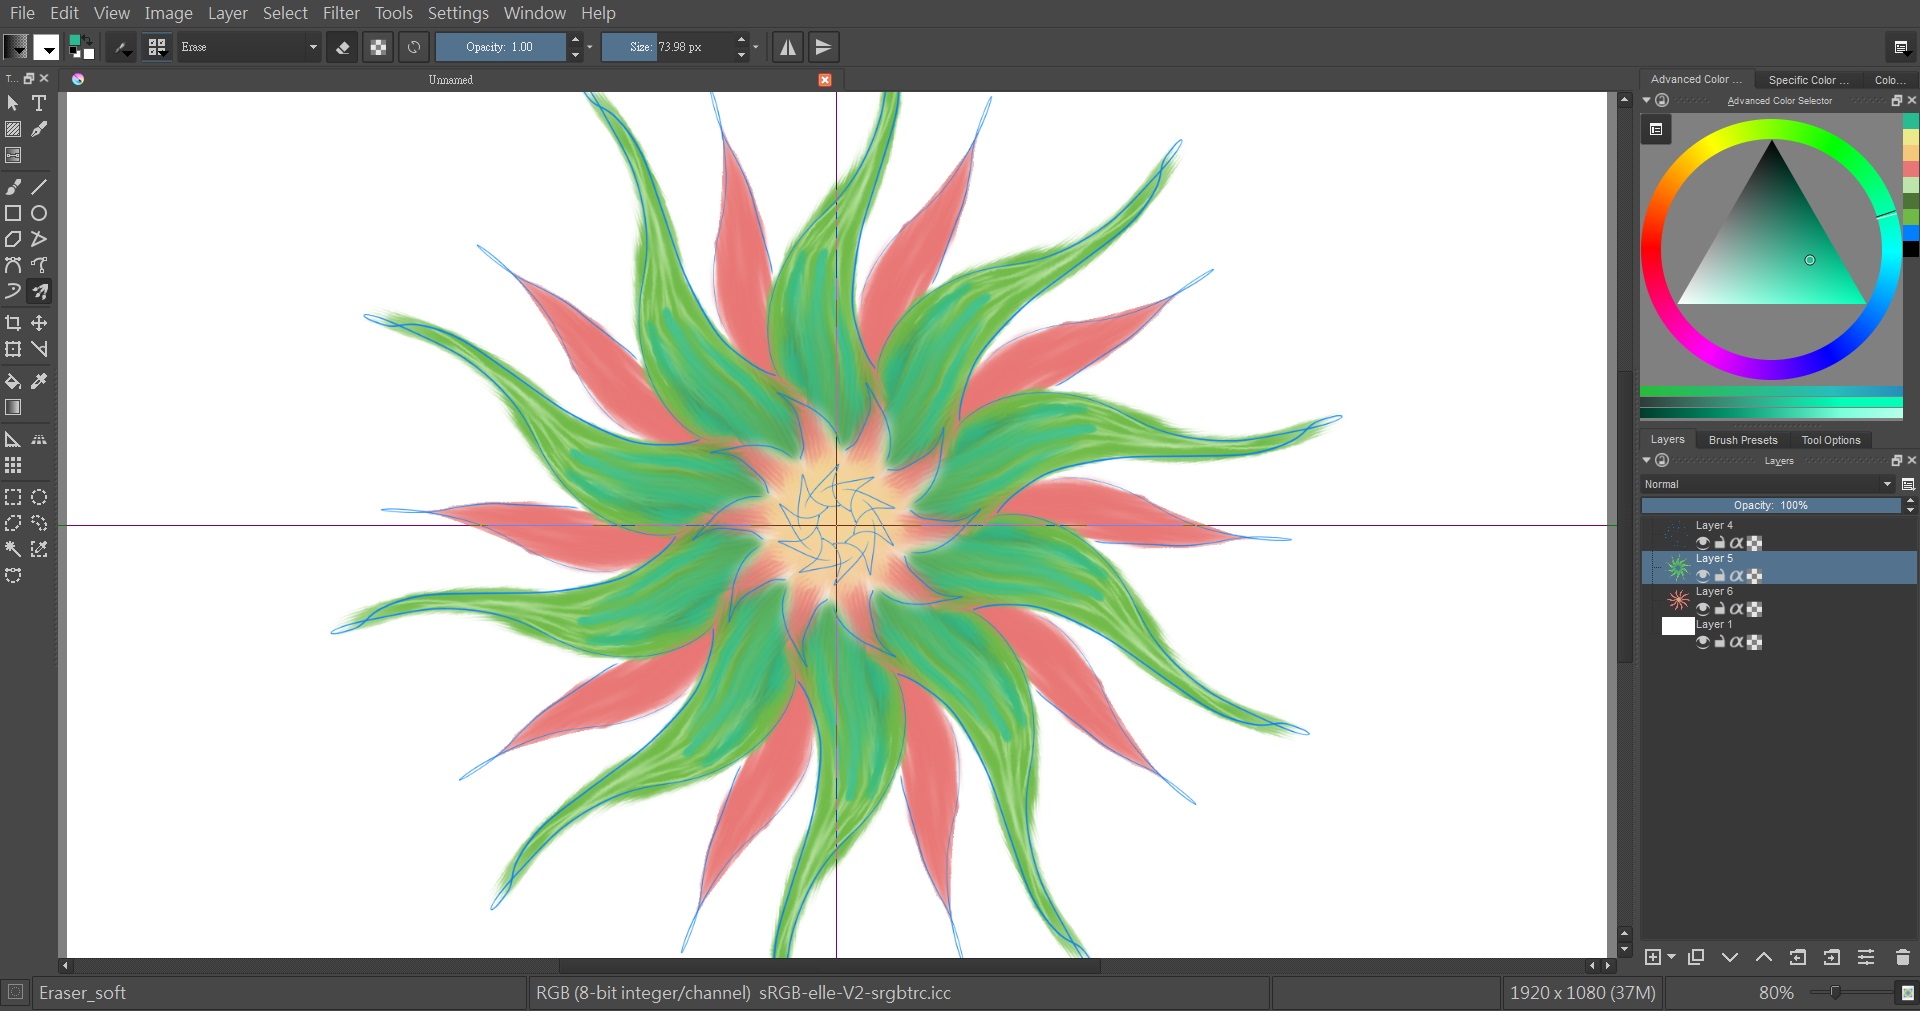 File Edit View Image Layer Select Filter Tools Settings Window Help
Erase Opacity: 1.00 Size: 73.98 px
T... Unnamed
Advanced Color ... Specific Color ... Colo...
Advanced Color Selector
Layers Brush Presets Tool Options
Layers
Normal
Opacity: 100%
Layer 4
Layer 5
Layer 6
Layer 1
Eraser_soft RGB (8-bit integer/channel) sRGB-elle-V2-srgbtrc.icc 1920 x 1080 (37M) 80%